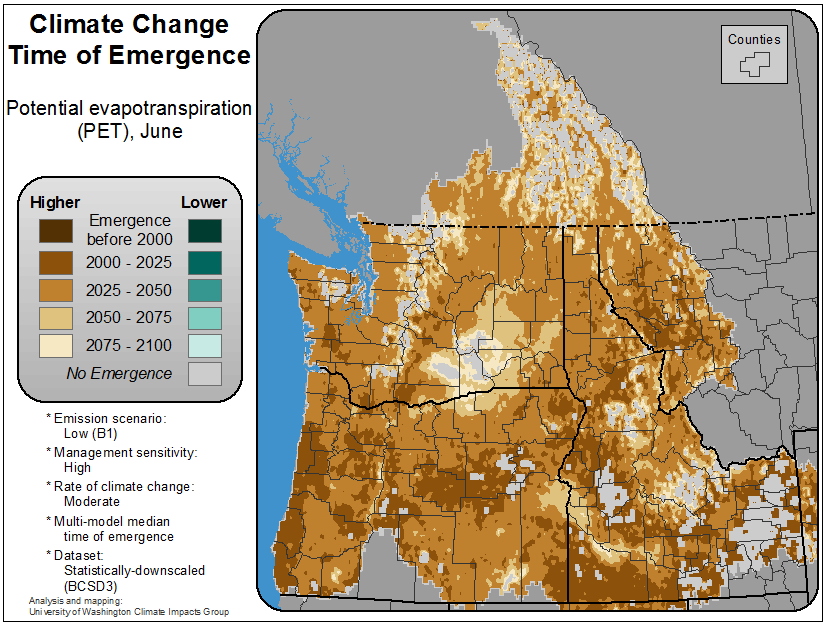 Climate Change
Time of Emergence
Potential evapotranspiration
(PET), June
Higher
Lower
Emergence
before 2000
2000 - 2025
2025 - 2050
2050 - 2075
2075 - 2100
No Emergence
* Emission scenario:
Low (B1)
* Management sensitivity:
High
* Rate of climate change:
Moderate
* Multi-model median
time of emergence
* Dataset:
Statistically-downscaled
(BCSD3)
Analysis and mapping:
University of Washington Climate Impacts Group
Counties